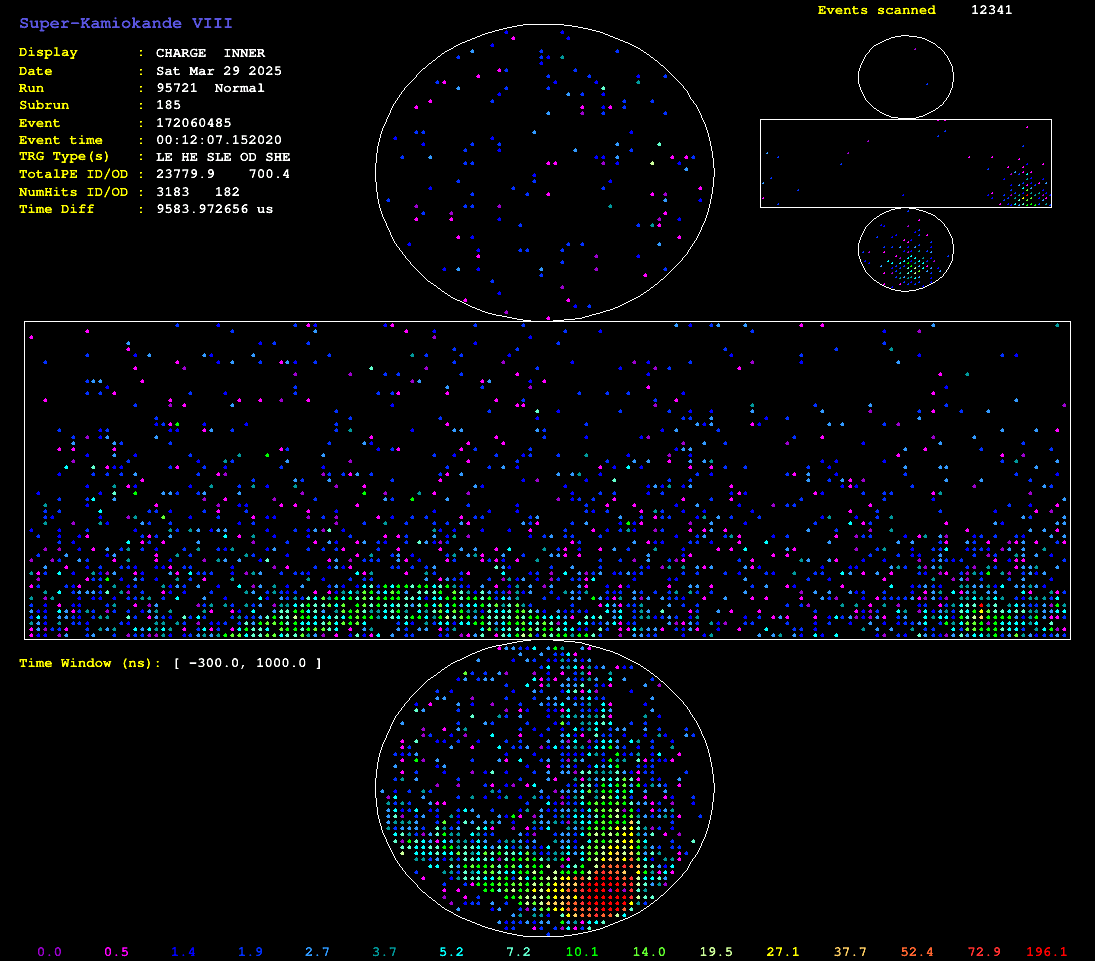 Super-Kamiokande VIII
Display : CHARGE INNER
Date : Sat Mar 29 2025
Run : 95721 Normal
Subrun : 185
Event : 172060485
Event time : 00:12:07.152020
TRG Type(s) : LE HE SLE OD SHE
TotalPE ID/OD : 23779.9 700.4
NumHits ID/OD : 3183 182
Time Diff : 9583.972656 us
Events scanned 12341
Time Window (ns): [ -300.0, 1000.0 ]
0.0 0.5 1.4 1.9 2.7 3.7 5.2 7.2 10.1 14.0 19.5 27.1 37.7 52.4 72.9 196.1